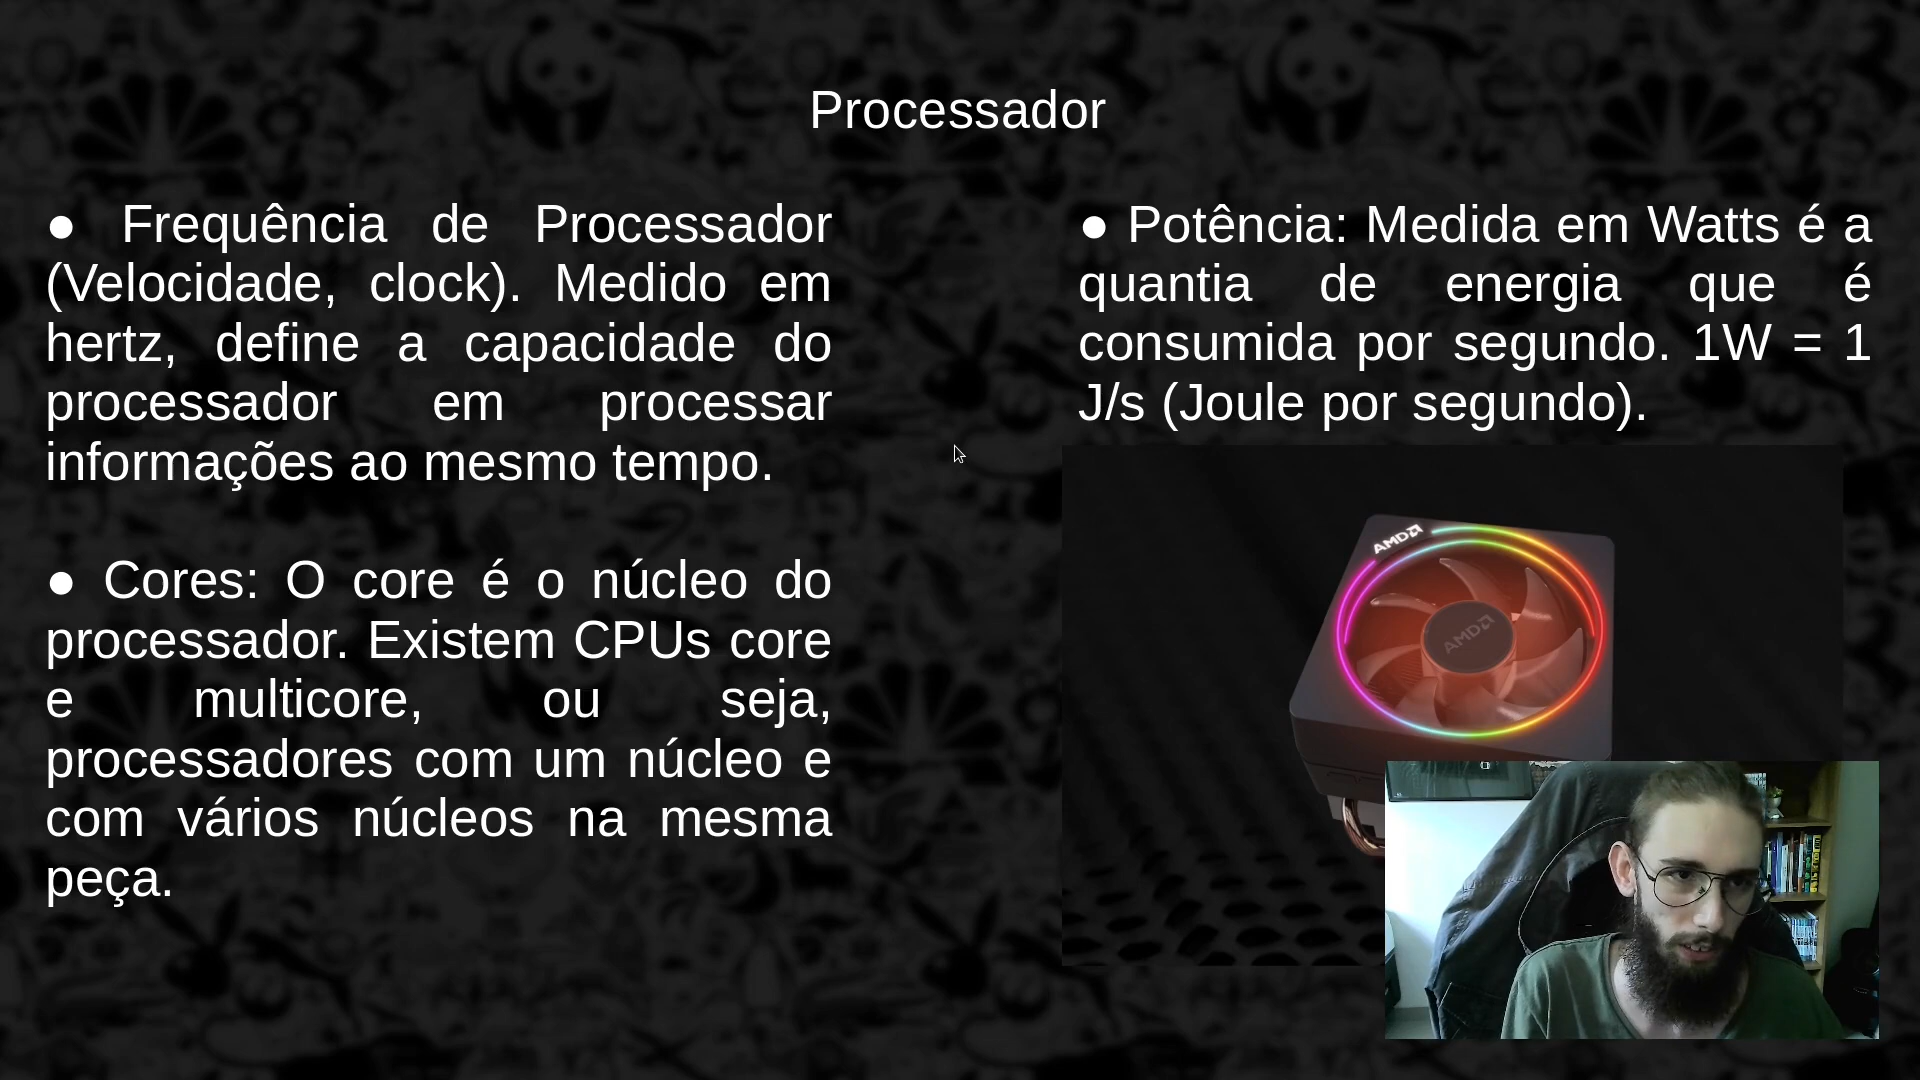 Processador
● Frequência de Processador
(Velocidade, clock). Medido em
hertz, define a capacidade do
processador em processar
informações ao mesmo tempo.
● Cores: O core é o núcleo do
processador. Existem CPUs core
e multicore, ou seja,
processadores com um núcleo e
com vários núcleos na mesma
peça.
● Potência: Medida em Watts é a
quantia de energia que é
consumida por segundo. 1W = 1
J/s (Joule por segundo).
AMD
AMD